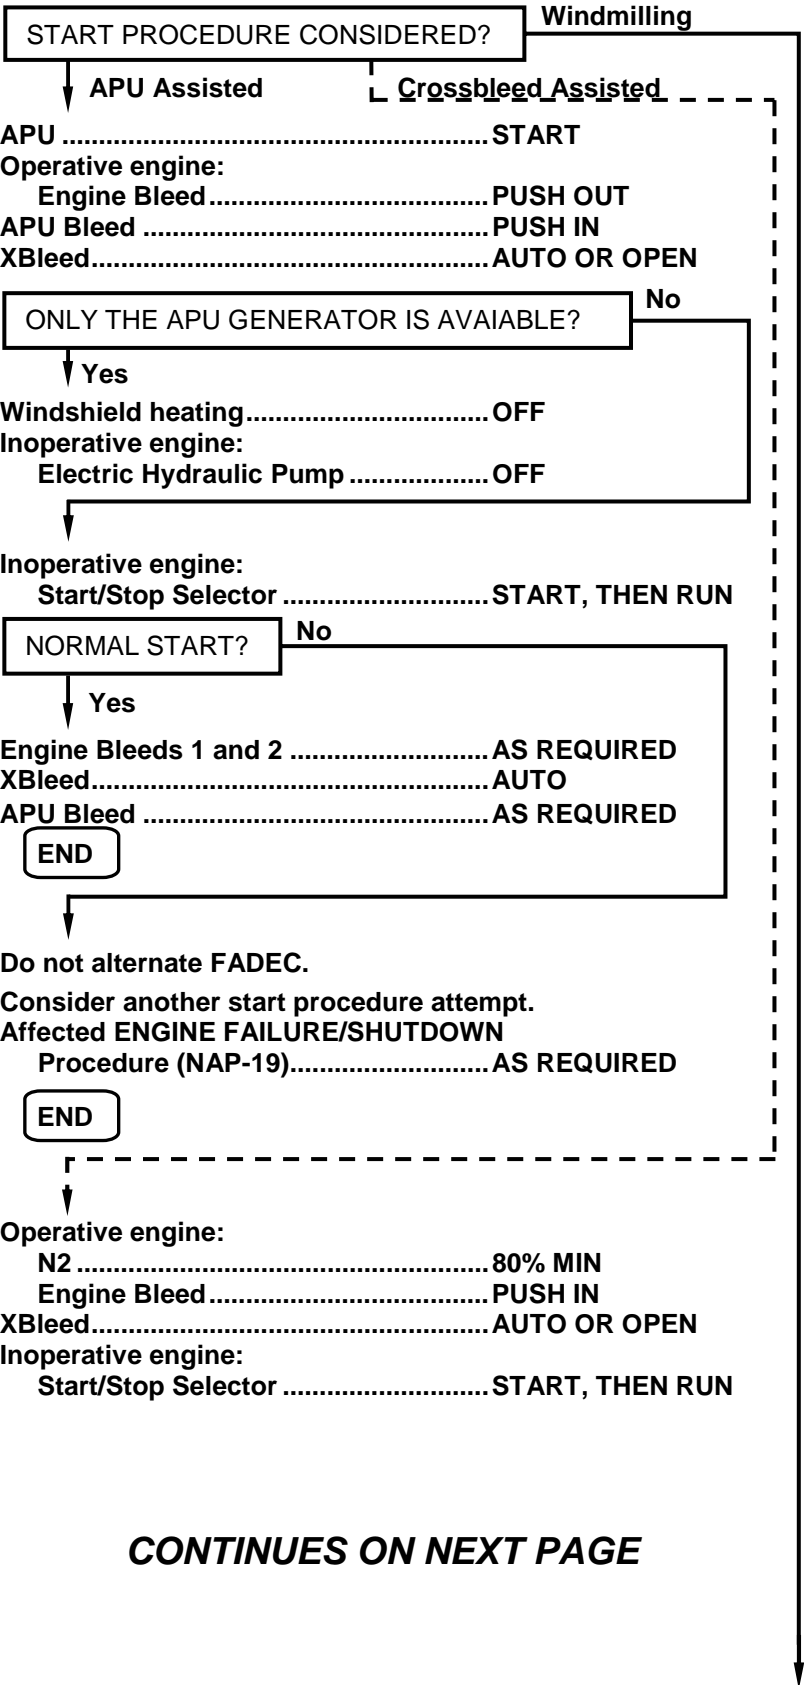 Windmilling
START PROCEDURE CONSIDERED?
APU Assisted
Crossbleed Assisted
APU ..........................................................START
Operative engine:
Engine Bleed......................................PUSH OUT
APU Bleed ...............................................PUSH IN
XBleed......................................................AUTO OR OPEN
No
ONLY THE APU GENERATOR IS AVAIABLE?
Yes
Windshield heating.................................OFF
Inoperative engine:
Electric Hydraulic Pump ...................OFF
Inoperative engine:
Start/Stop Selector ............................START, THEN RUN
No
NORMAL START?
Yes
Engine Bleeds 1 and 2 ...........................AS REQUIRED
XBleed......................................................AUTO
APU Bleed ...............................................AS REQUIRED
END
Do not alternate FADEC.
Consider another start procedure attempt.
Affected ENGINE FAILURE/SHUTDOWN
Procedure (NAP-19)...........................AS REQUIRED
END
Operative engine:
N2 ........................................................80% MIN
Engine Bleed......................................PUSH IN
XBleed......................................................AUTO OR OPEN
Inoperative engine:
Start/Stop Selector ............................START, THEN RUN
CONTINUES ON NEXT PAGE